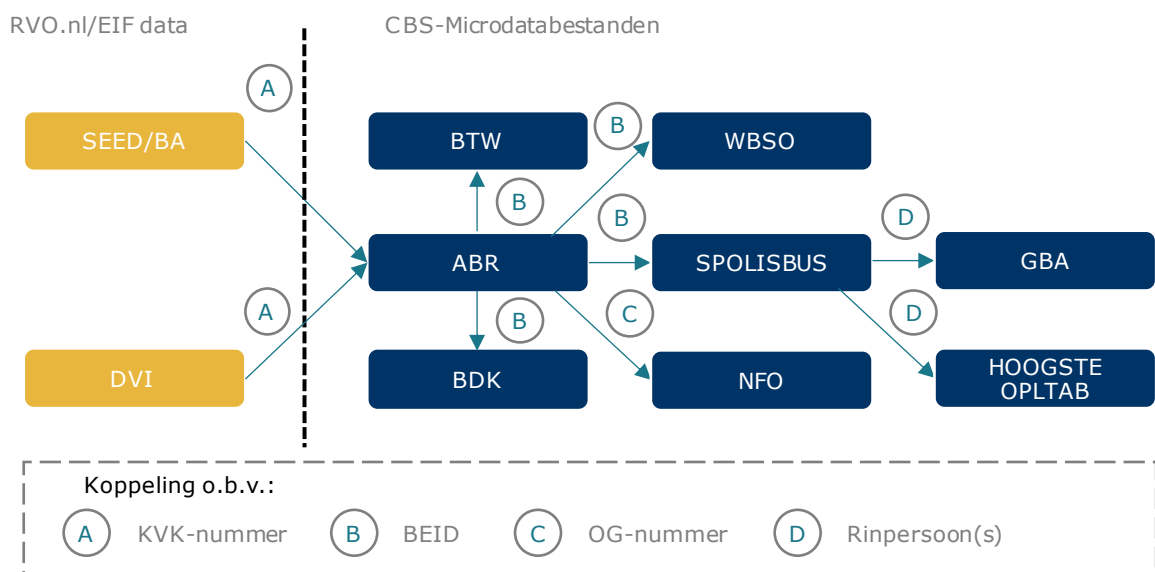 RVO.nl/EIF data
CBS-Microdatabestanden
A
SEED/BA
BTW
B
WBSO
B
B
D
ABR
SPOLISBUS
GBA
A
B
C
D
DVI
BDK
NFO
HOOGSTE
OPLTAB
Koppeling o.b.v.:
A KVK-nummer B BEID C OG-nummer D Rinpersoon(s)